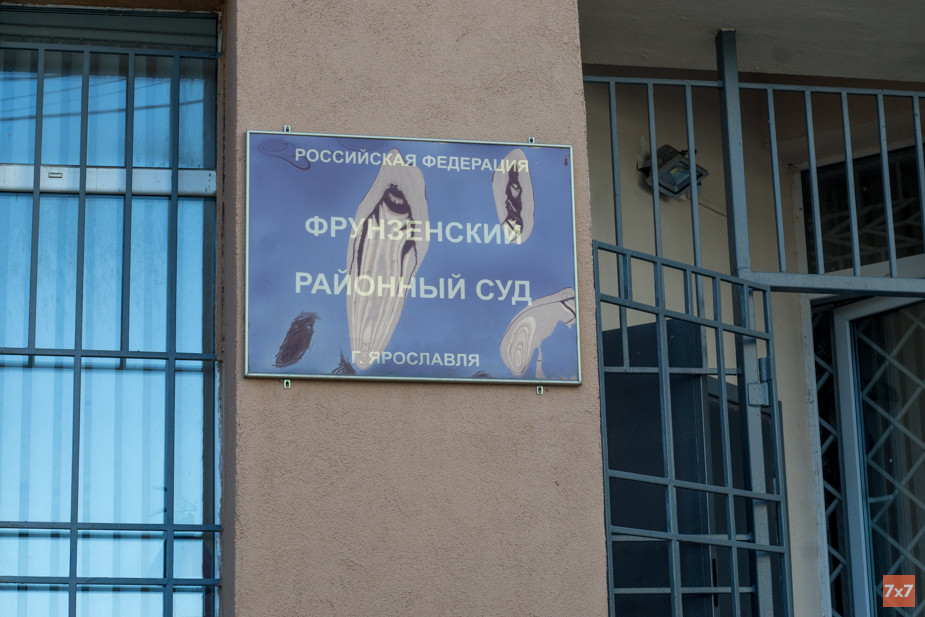 РОССИЙСКАЯ ФЕДЕРАЦИЯ
ФРУНЗЕНСКИЙ
РАЙОННЫЙ СУД
Г. ЯРОСЛАВЛЯ
7x7